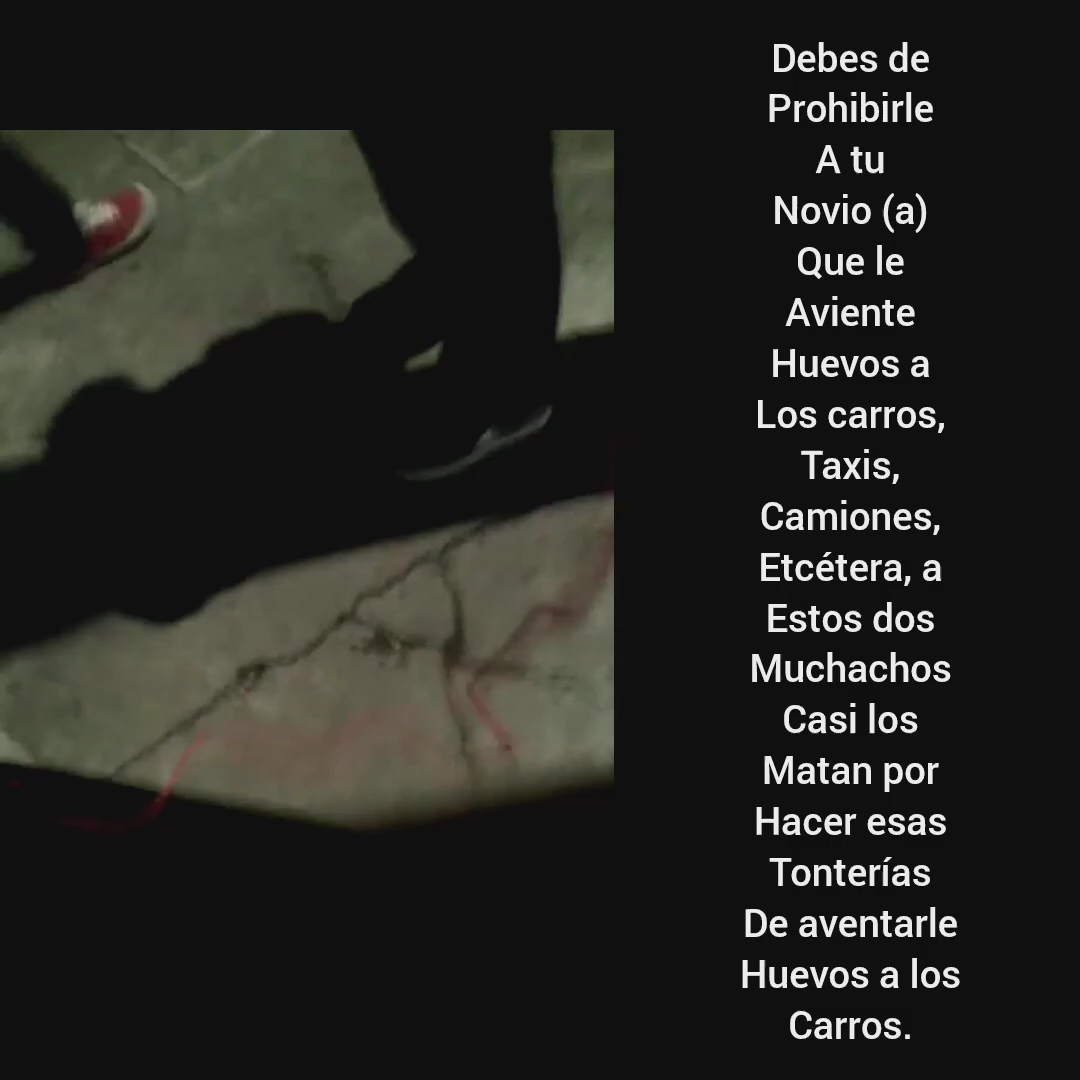 Debes de
Prohibirle
A tu
Novio (a)
Que le
Aviente
Huevos a
Los carros,
Taxis,
Camiones,
Etcétera, a
Estos dos
Muchachos
Casi los
Matan por
Hacer esas
Tonterías
De aventarle
Huevos a los
Carros.